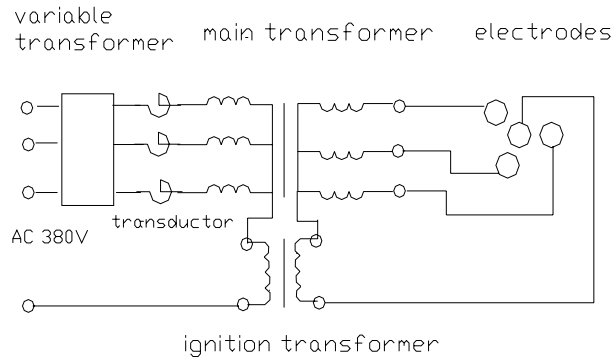 variable
transformer
main transformer
electrodes
transductor
AC 380V
ignition transformer